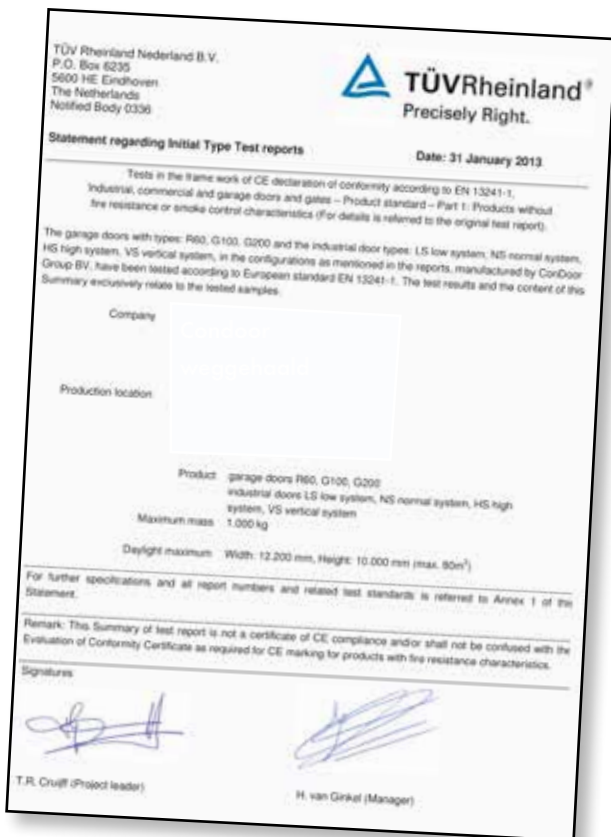 TÜV Rheinland Nederland B.V.
P.O. Box 6235
5600 HE Eindhoven
The Netherlands
Notified Body 0336
TÜVRheinland®
Precisely Right.
Statement regarding Initial Type Test reports
Date: 31 January 2013
Tests in the frame work of CE declaration of conformity according to EN 13241-1,
Industrial, commercial and garage doors and gates – Product standard – Part 1: Products without
fire resistance or smoke control characteristics (For details is referred to the original test report).
The garage doors with types: R60, G100, G200 and the industrial door types: LS low system, NS normal system,
HS high system, VS vertical system, in the configurations as mentioned in the reports, manufactured by ConDoor
Group BV, have been tested according to European standard EN 13241-1. The test results and the content of this
Summary exclusively relate to the tested samples.
Company
Condoor
Production location
Product garage doors R60, G100, G200
industrial doors LS low system, NS normal system, HS high
system, VS vertical system
Maximum mass 1.000 kg
Daylight maximum Width: 12.200 mm, Height: 10.000 mm (max. 80m²)
For further specifications and all report numbers and related test standards is referred to Annex 1 of the
Statement.
Remark: This Summary of test report is not a certificate of CE compliance and/or shall not be confused with the
Evaluation of Conformity Certificate as required for CE marking for products with fire resistance characteristics.
Signatures
T.R. Cruijff (Project leader)
H. van Ginkel (Manager)